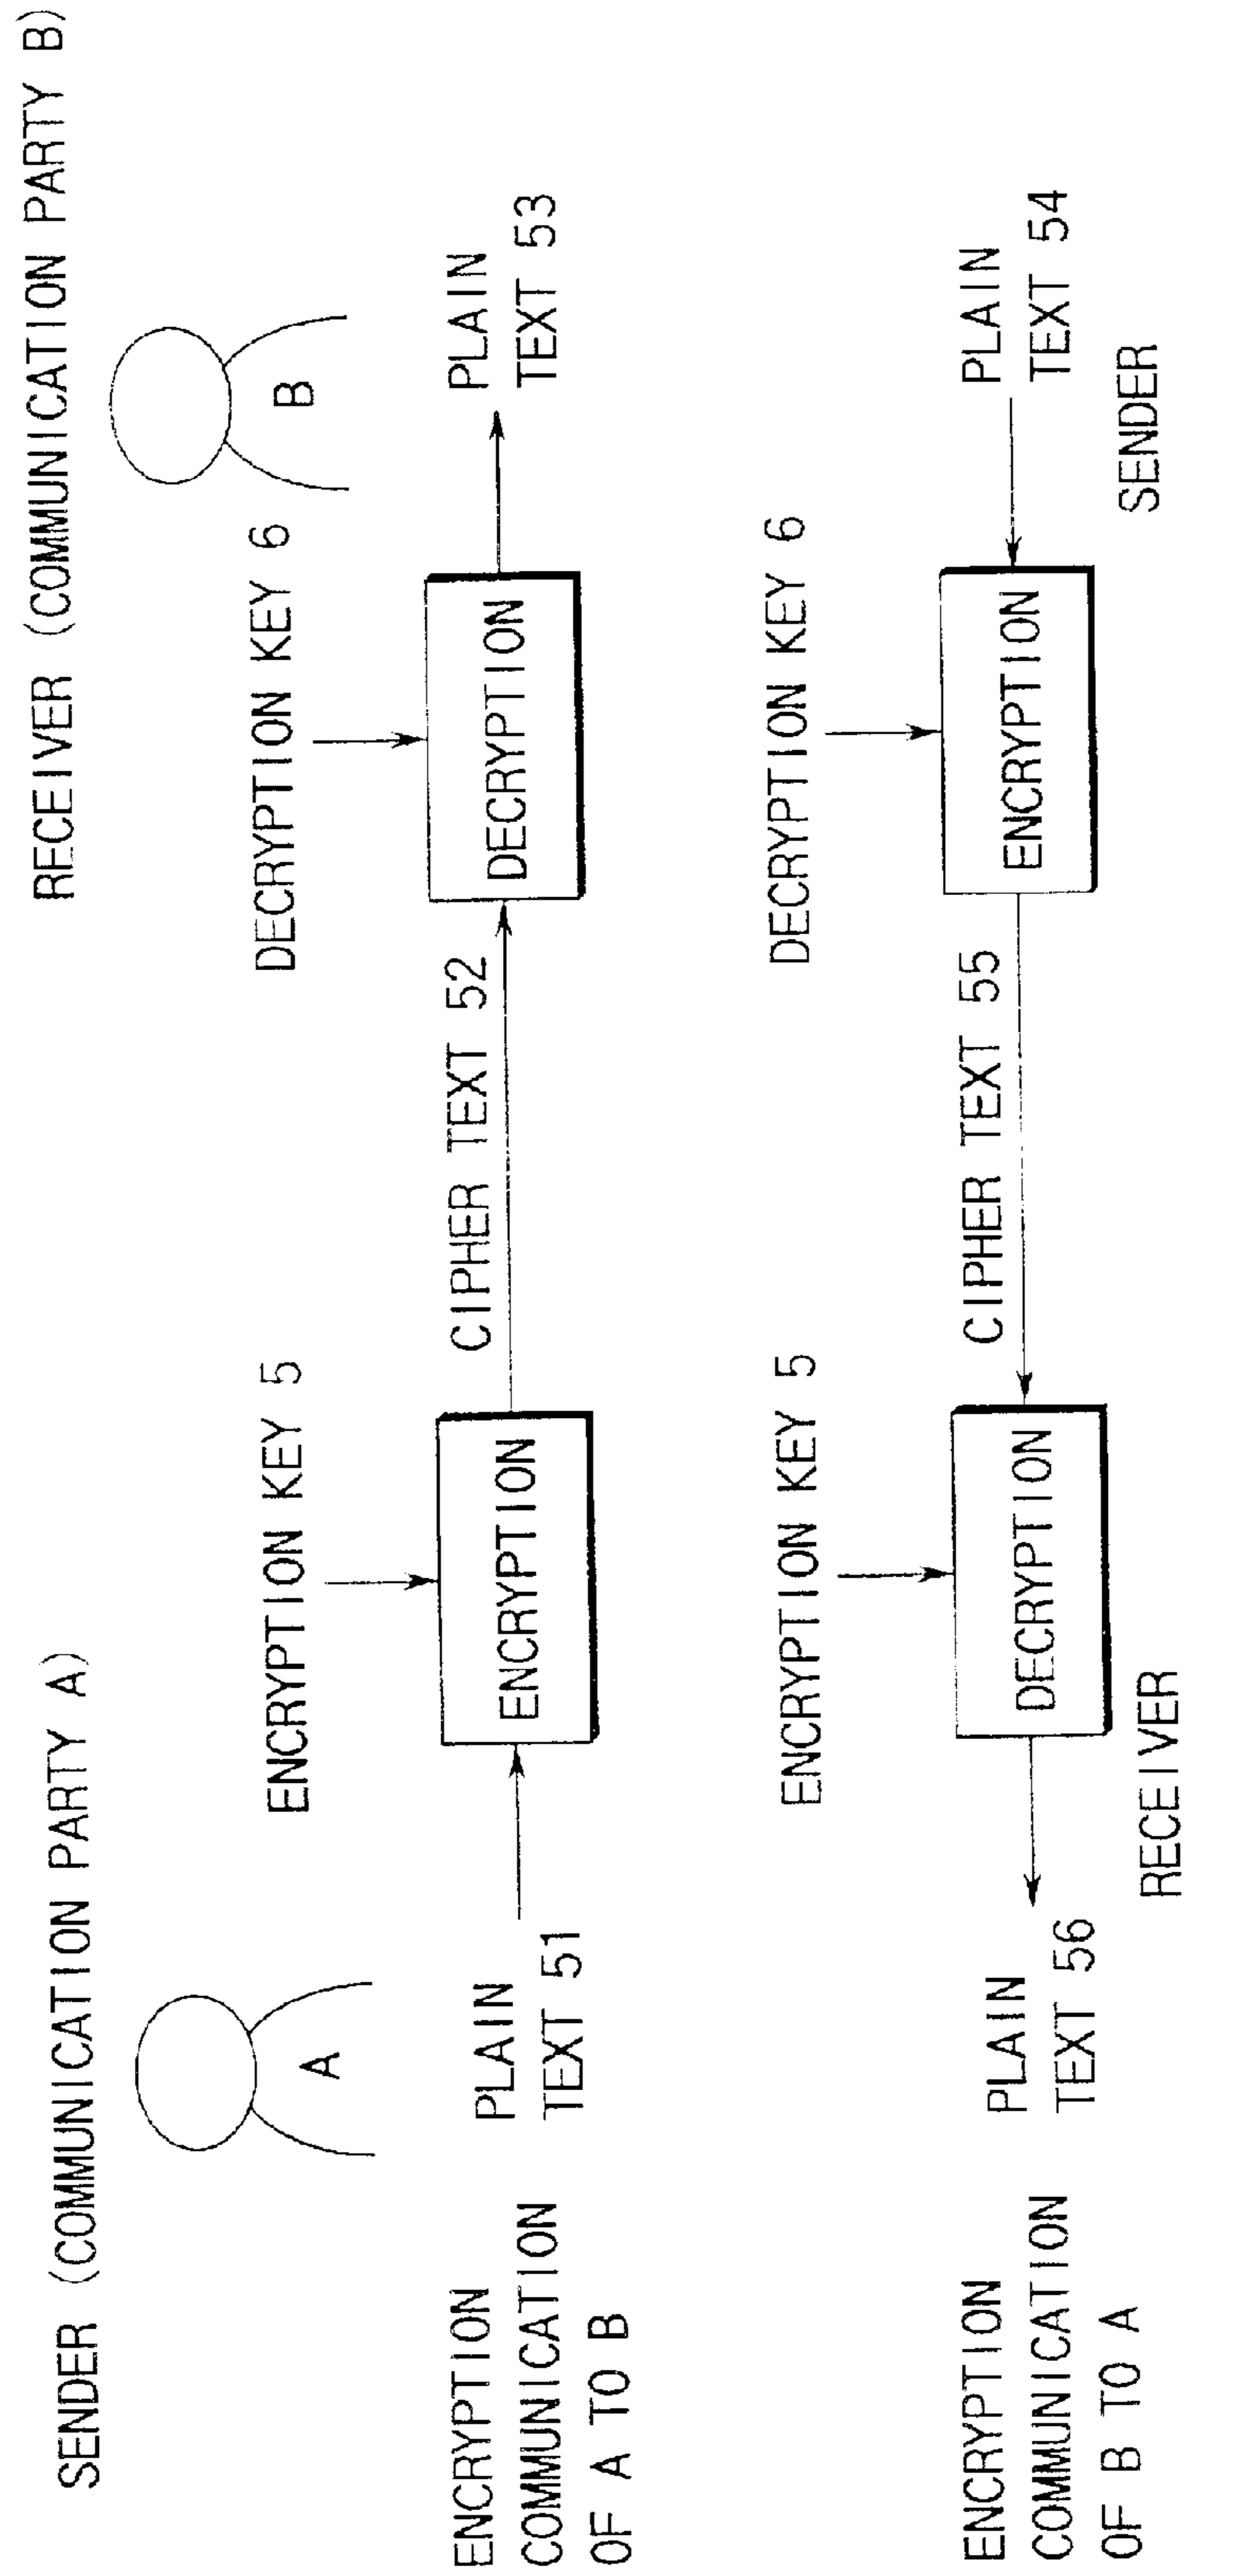 SENDER (COMMUNICATION PARTY A)
RECEIVER (COMMUNICATION PARTY B)
A
B
ENCRYPTION KEY 5
DECRYPTION KEY 6
ENCRYPTION
COMMUNICATION
OF A TO B
PLAIN
TEXT 51
ENCRYPTION
CIPHER TEXT 52
DECRYPTION
PLAIN
TEXT 53
ENCRYPTION KEY 5
DECRYPTION KEY 6
ENCRYPTION
COMMUNICATION
OF B TO A
PLAIN
TEXT 56
DECRYPTION
CIPHER TEXT 55
ENCRYPTION
PLAIN
TEXT 54
RECEIVER
SENDER